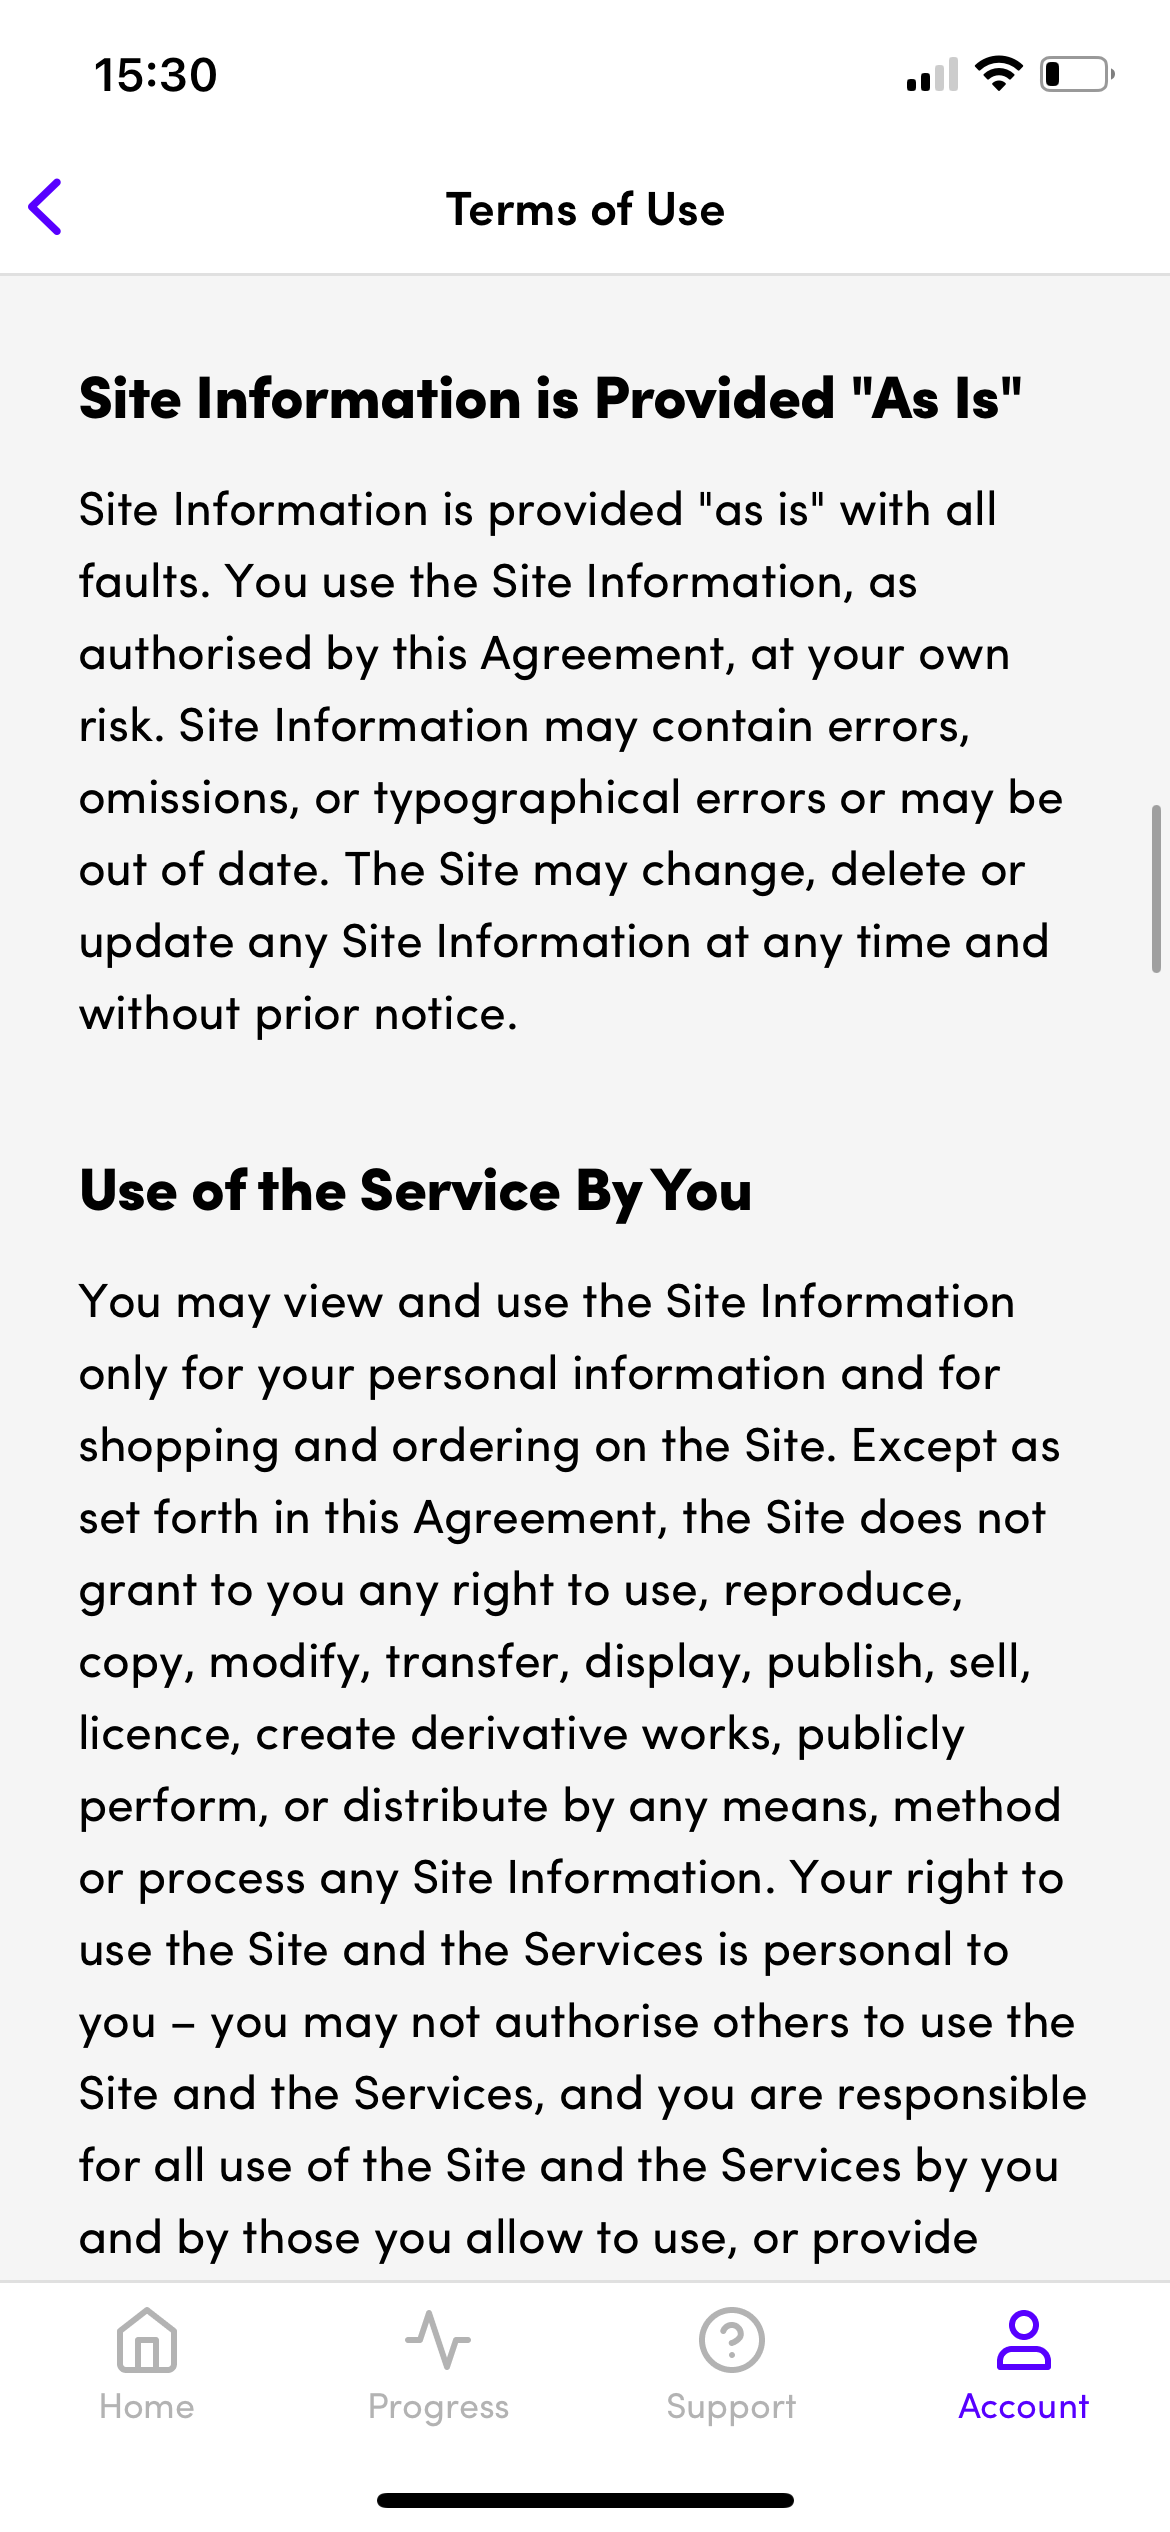 15:30
Terms of Use
Site Information is Provided "As Is"
Site Information is provided "as is" with all
faults. You use the Site Information, as
authorised by this Agreement, at your own
risk. Site Information may contain errors,
omissions, or typographical errors or may be
out of date. The Site may change, delete or
update any Site Information at any time and
without prior notice.
Use of the Service By You
You may view and use the Site Information
only for your personal information and for
shopping and ordering on the Site. Except as
set forth in this Agreement, the Site does not
grant to you any right to use, reproduce,
copy, modify, transfer, display, publish, sell,
licence, create derivative works, publicly
perform, or distribute by any means, method
or process any Site Information. Your right to
use the Site and the Services is personal to
you – you may not authorise others to use the
Site and the Services, and you are responsible
for all use of the Site and the Services by you
and by those you allow to use, or provide
Home Progress Support Account